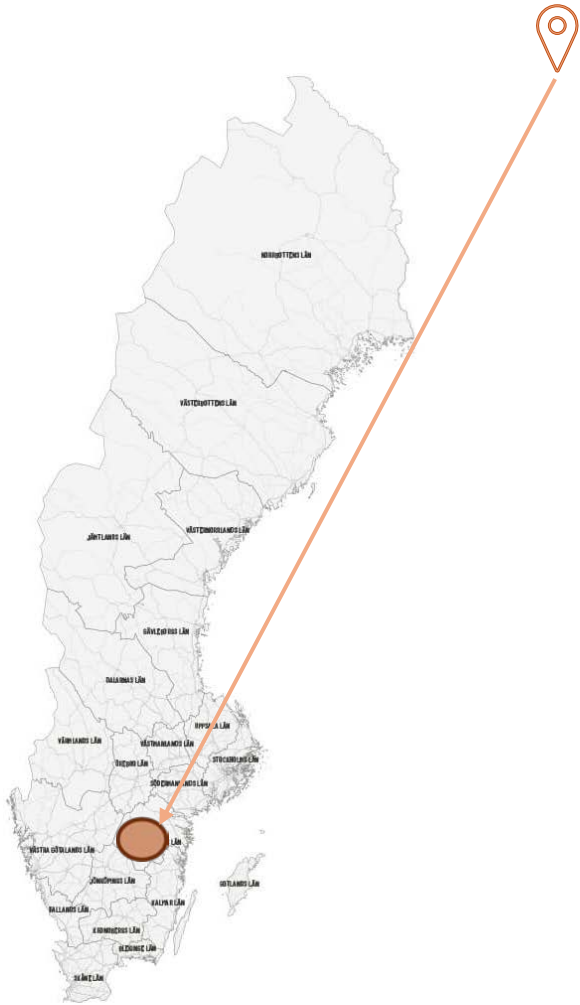 NORRBOTTENS LÄN
VÄSTERBOTTENS LÄN
JÄMTLANDS LÄN
VÄSTERNORRLANDS LÄN
GÄVLEBORGS LÄN
DALARNAS LÄN
UPPSALA LÄN
VÄRMLANDS LÄN
VÄSTMANLANDS LÄN
STOCKHOLMS LÄN
ÖREBRO LÄN
SÖDERMANLANDS LÄN
LÄN
VÄSTRA GÖTALANDS LÄN
JÖNKÖPINGS LÄN
GOTLANDS LÄN
KALMAR LÄN
HALLANDS LÄN
KRONOBERGS LÄN
BLEKINGE LÄN
SKÅNE LÄN